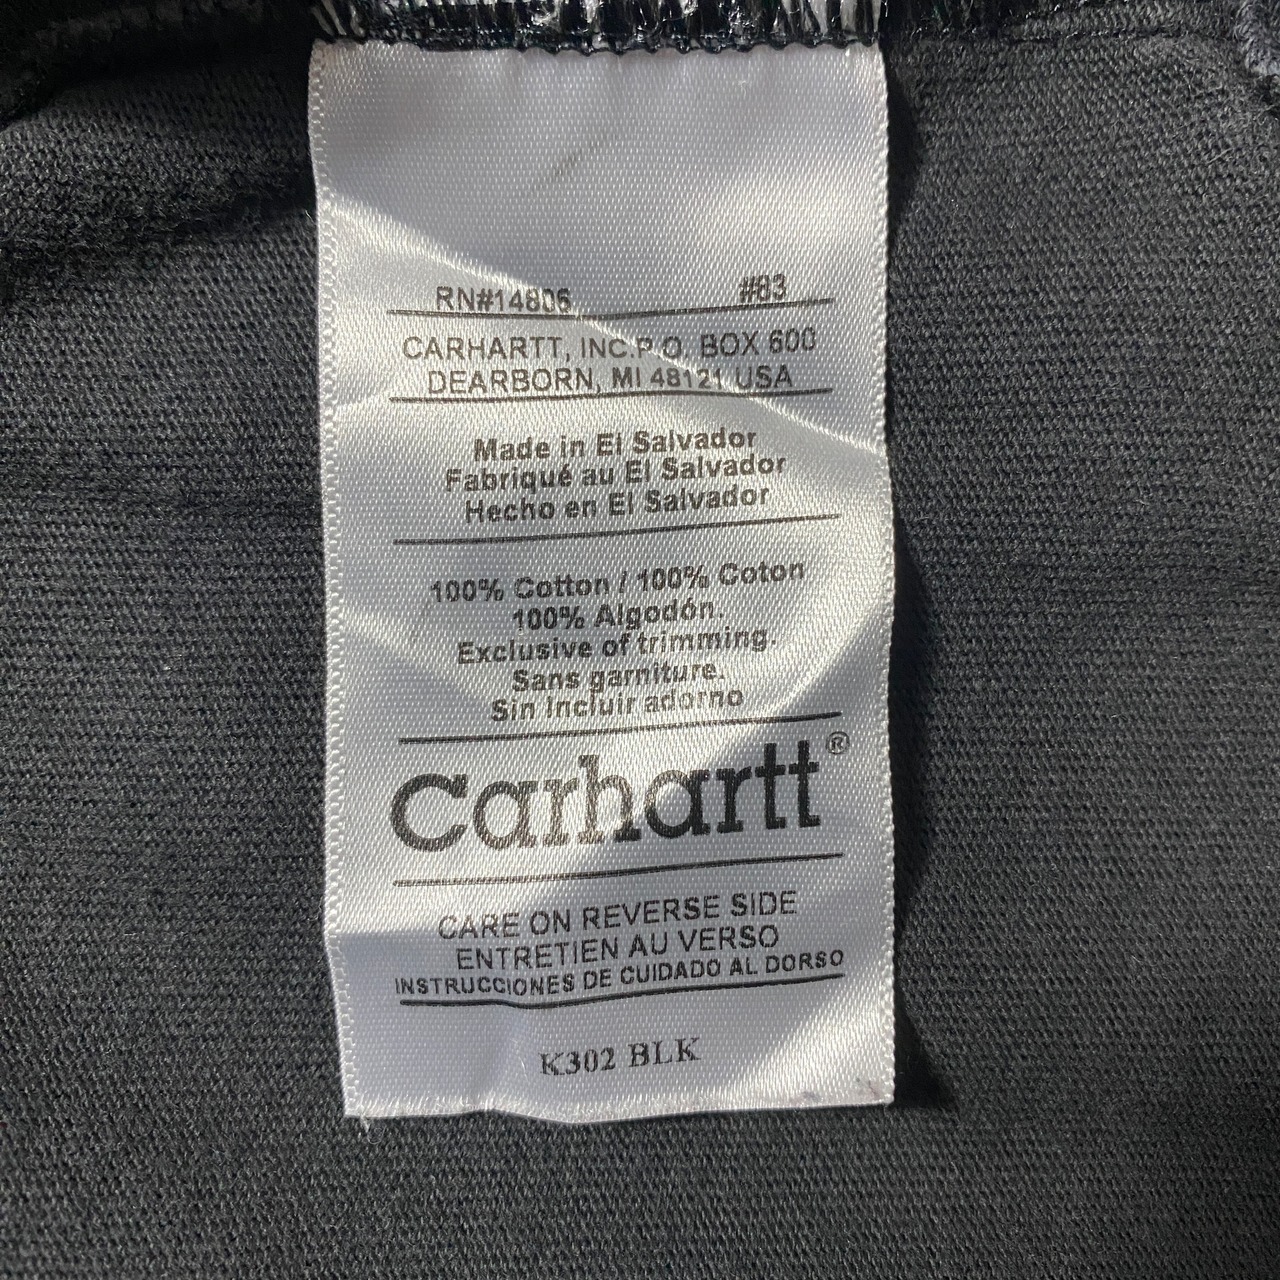 RN#14806 #83
CARHARTT, INC.P.O. BOX 600
DEARBORN, MI 48121 USA
Made in El Salvador
Fabriqué au El Salvador
Hecho en El Salvador
100% Cotton / 100% Coton
100% Algodón.
Exclusive of trimming.
Sans garniture.
Sin Incluir adorno
carhartt®
CARE ON REVERSE SIDE
ENTRETIEN AU VERSO
INSTRUCCIONES DE CUIDADO AL DORSO
K302 BLK